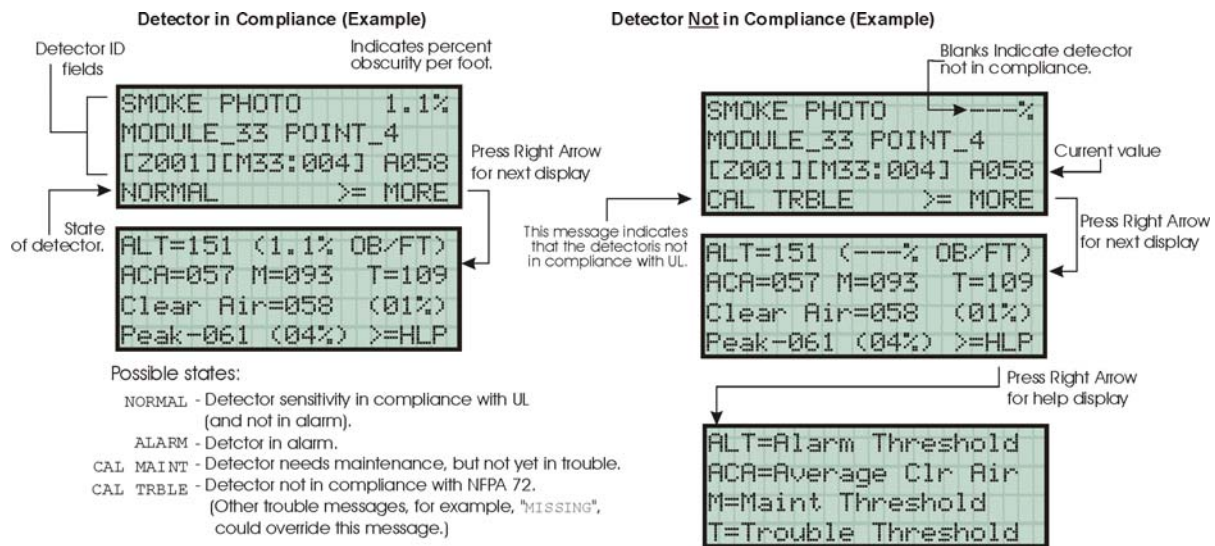 Detector in Compliance (Example)
Detector ID
fields
Indicates percent
obscurity per foot.
SMOKE PHOTO 1.1%
MODULE_33 POINT_4
[Z001][M33:004] A058
NORMAL >= MORE
Press Right Arrow
for next display
State
of detector.
ALT=151 (1.1% OB/FT)
ACA=057 M=093 T=109
Clear Air=058 (01%)
Peak-061 (04%) >=HLP
Possible states:
NORMAL - Detector sensitivity in compliance with UL
(and not in alarm).
ALARM - Detctor in alarm.
CAL MAINT - Detector needs maintenance, but not yet in trouble.
CAL TRBLE - Detector not in compliance with NFPA 72.
(Other trouble messages, for example, "MISSING",
could override this message.)
Detector Not in Compliance (Example)
Blanks Indicate detector
not in compliance.
SMOKE PHOTO ---%
MODULE_33 POINT_4
[Z001][M33:004] A058
CAL TRBLE >= MORE
Current value
This message indicates
that the detectoris not
in compliance with UL.
Press Right Arrow
for next display
ALT=151 (---% OB/FT)
ACA=057 M=093 T=109
Clear Air=058 (01%)
Peak-061 (04%) >=HLP
Press Right Arrow
for help display
ALT=Alarm Threshold
ACA=Average Clr Air
M=Maint Threshold
T=Trouble Threshold